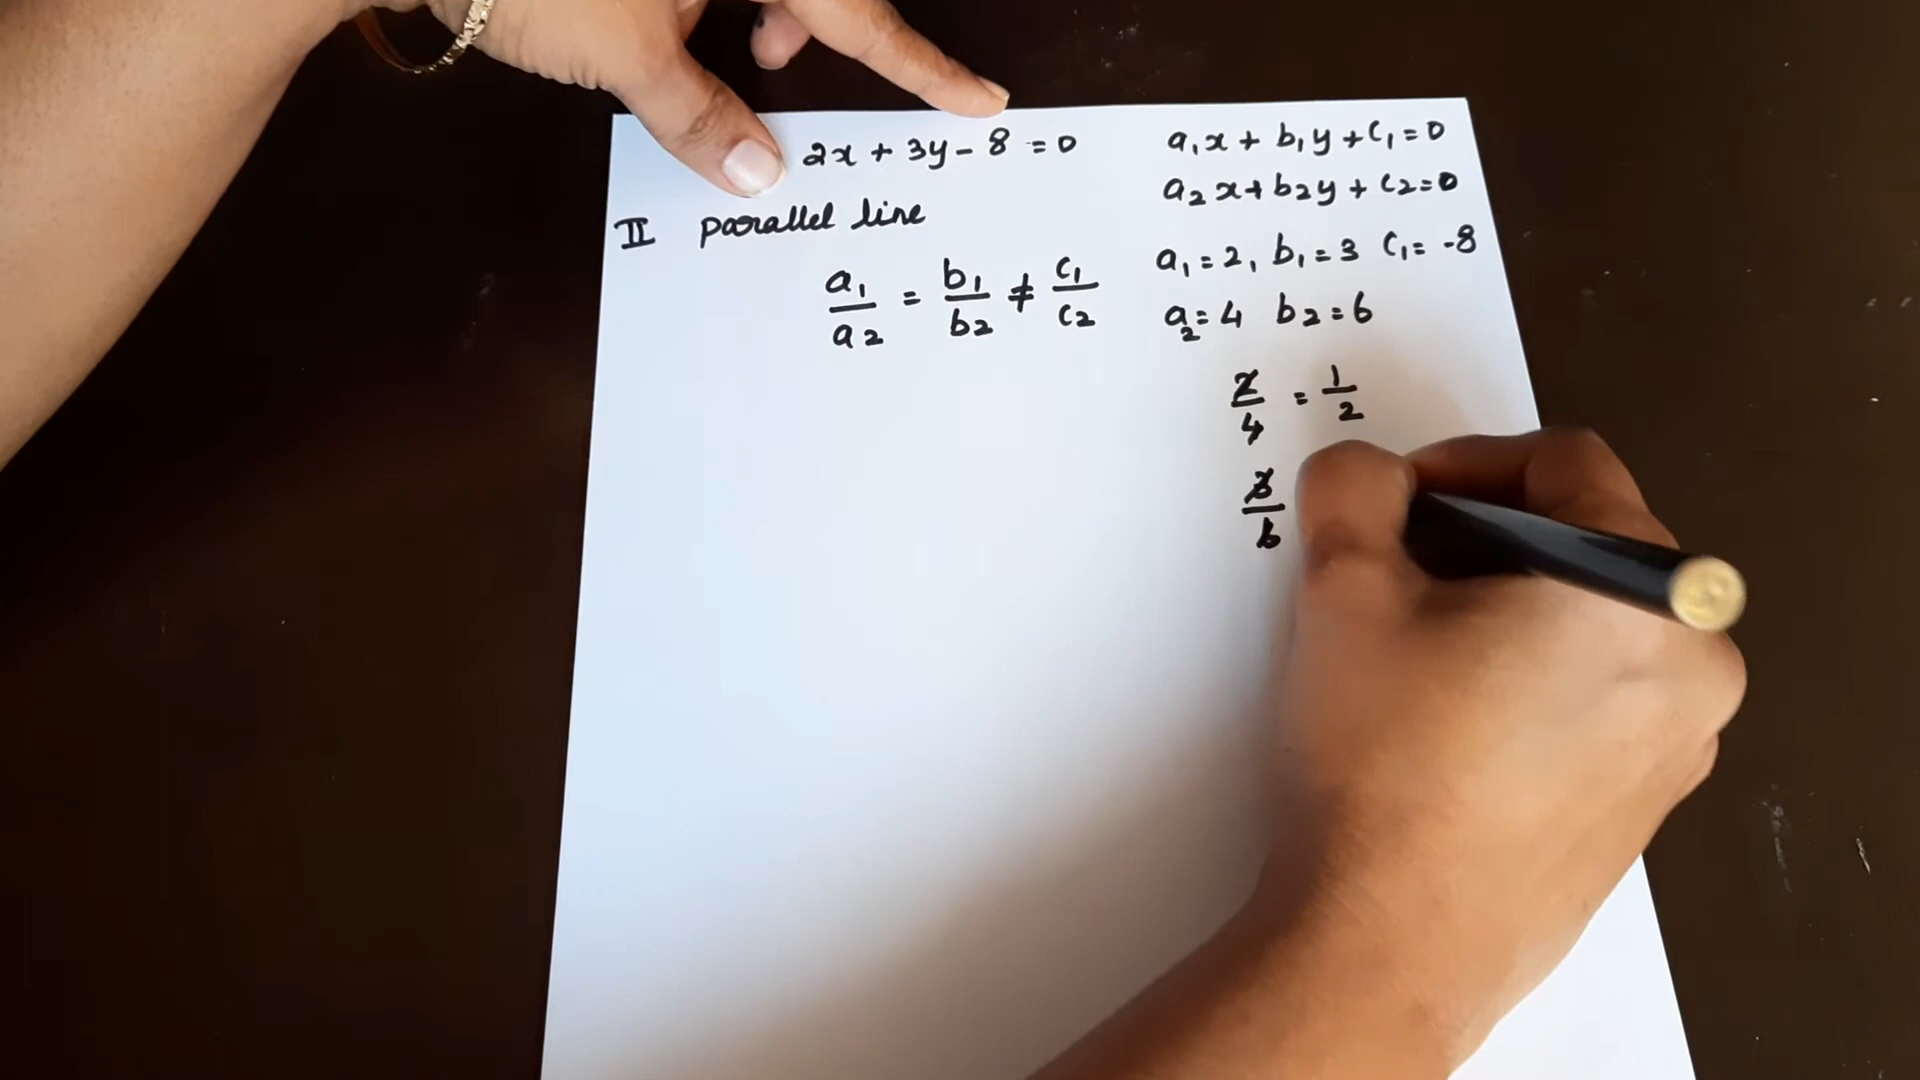 2x + 3y - 8 = 0
II parallel line
a₁/a₂ = b₁/b₂ ≠ c₁/c₂
a₁x + b₁y + c₁ = 0
a₂x + b₂y + c₂ = 0
a₁ = 2, b₁ = 3 c₁ = -8
a₂ = 4 b₂ = 6
2/4 = 1/2
3/6